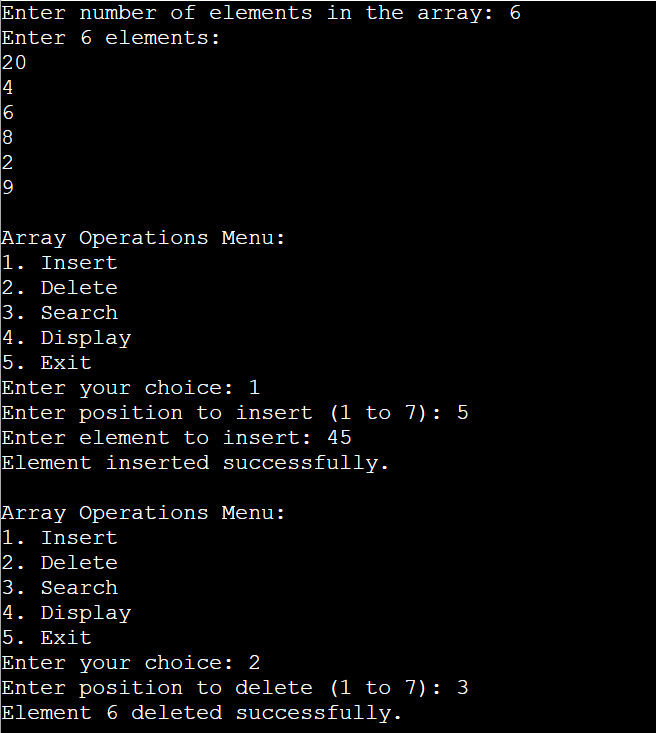 Enter number of elements in the array: 6
Enter 6 elements:
20
4
6
8
2
9
Array Operations Menu:
1. Insert
2. Delete
3. Search
4. Display
5. Exit
Enter your choice: 1
Enter position to insert (1 to 7): 5
Enter element to insert: 45
Element inserted successfully.
Array Operations Menu:
1. Insert
2. Delete
3. Search
4. Display
5. Exit
Enter your choice: 2
Enter position to delete (1 to 7): 3
Element 6 deleted successfully.